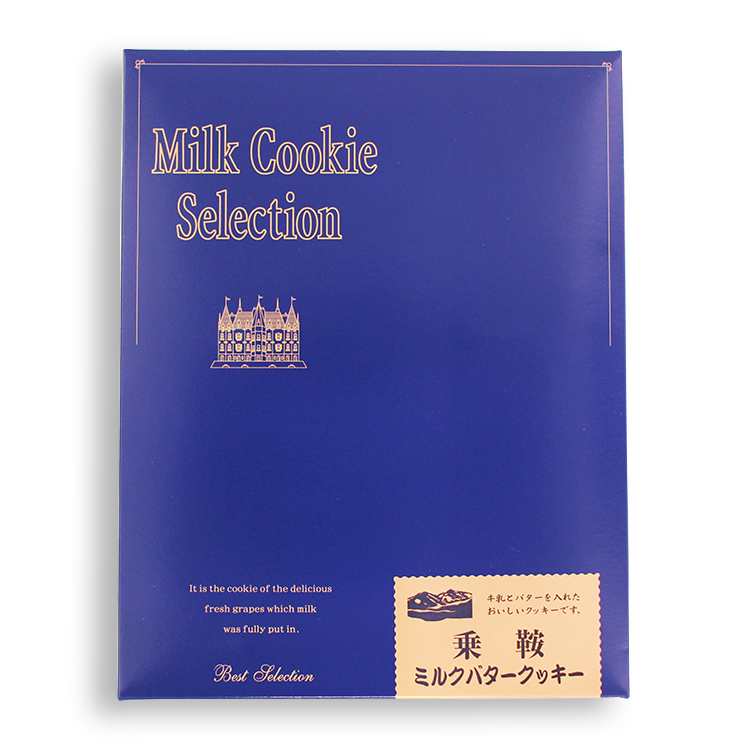 Milk Cookie
Selection
It is the cookie of the delicious
fresh grapes which milk
was fully put in.
Best Selection
牛乳とバターを入れた
おいしいクッキーです。
乗鞍
ミルクバタークッキー